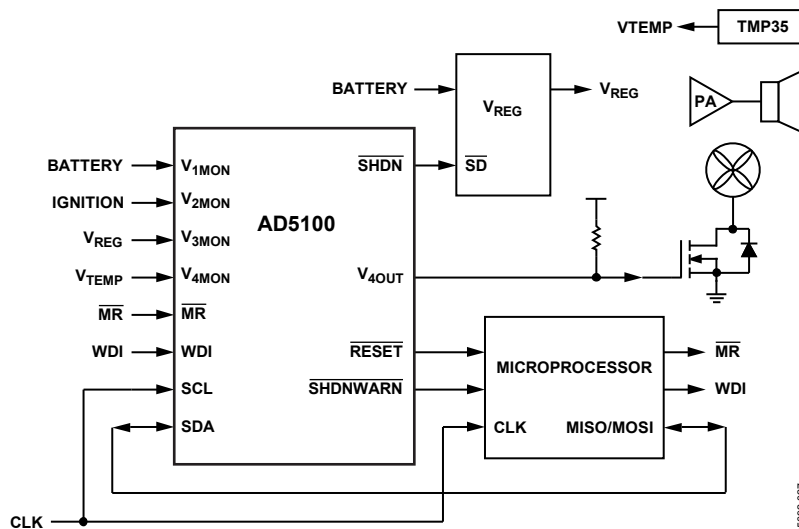 VTEMP
TMP35
BATTERY
VREG
VREG
PA
SD
BATTERY
IGNITION
VREG
VTEMP
MR
WDI
V1MON
V2MON
V3MON
V4MON
MR
WDI
SCL
SDA
AD5100
SHDN
V4OUT
RESET
SHDNWARN
MICROPROCESSOR
CLK
MISO/MOSI
MR
WDI
CLK